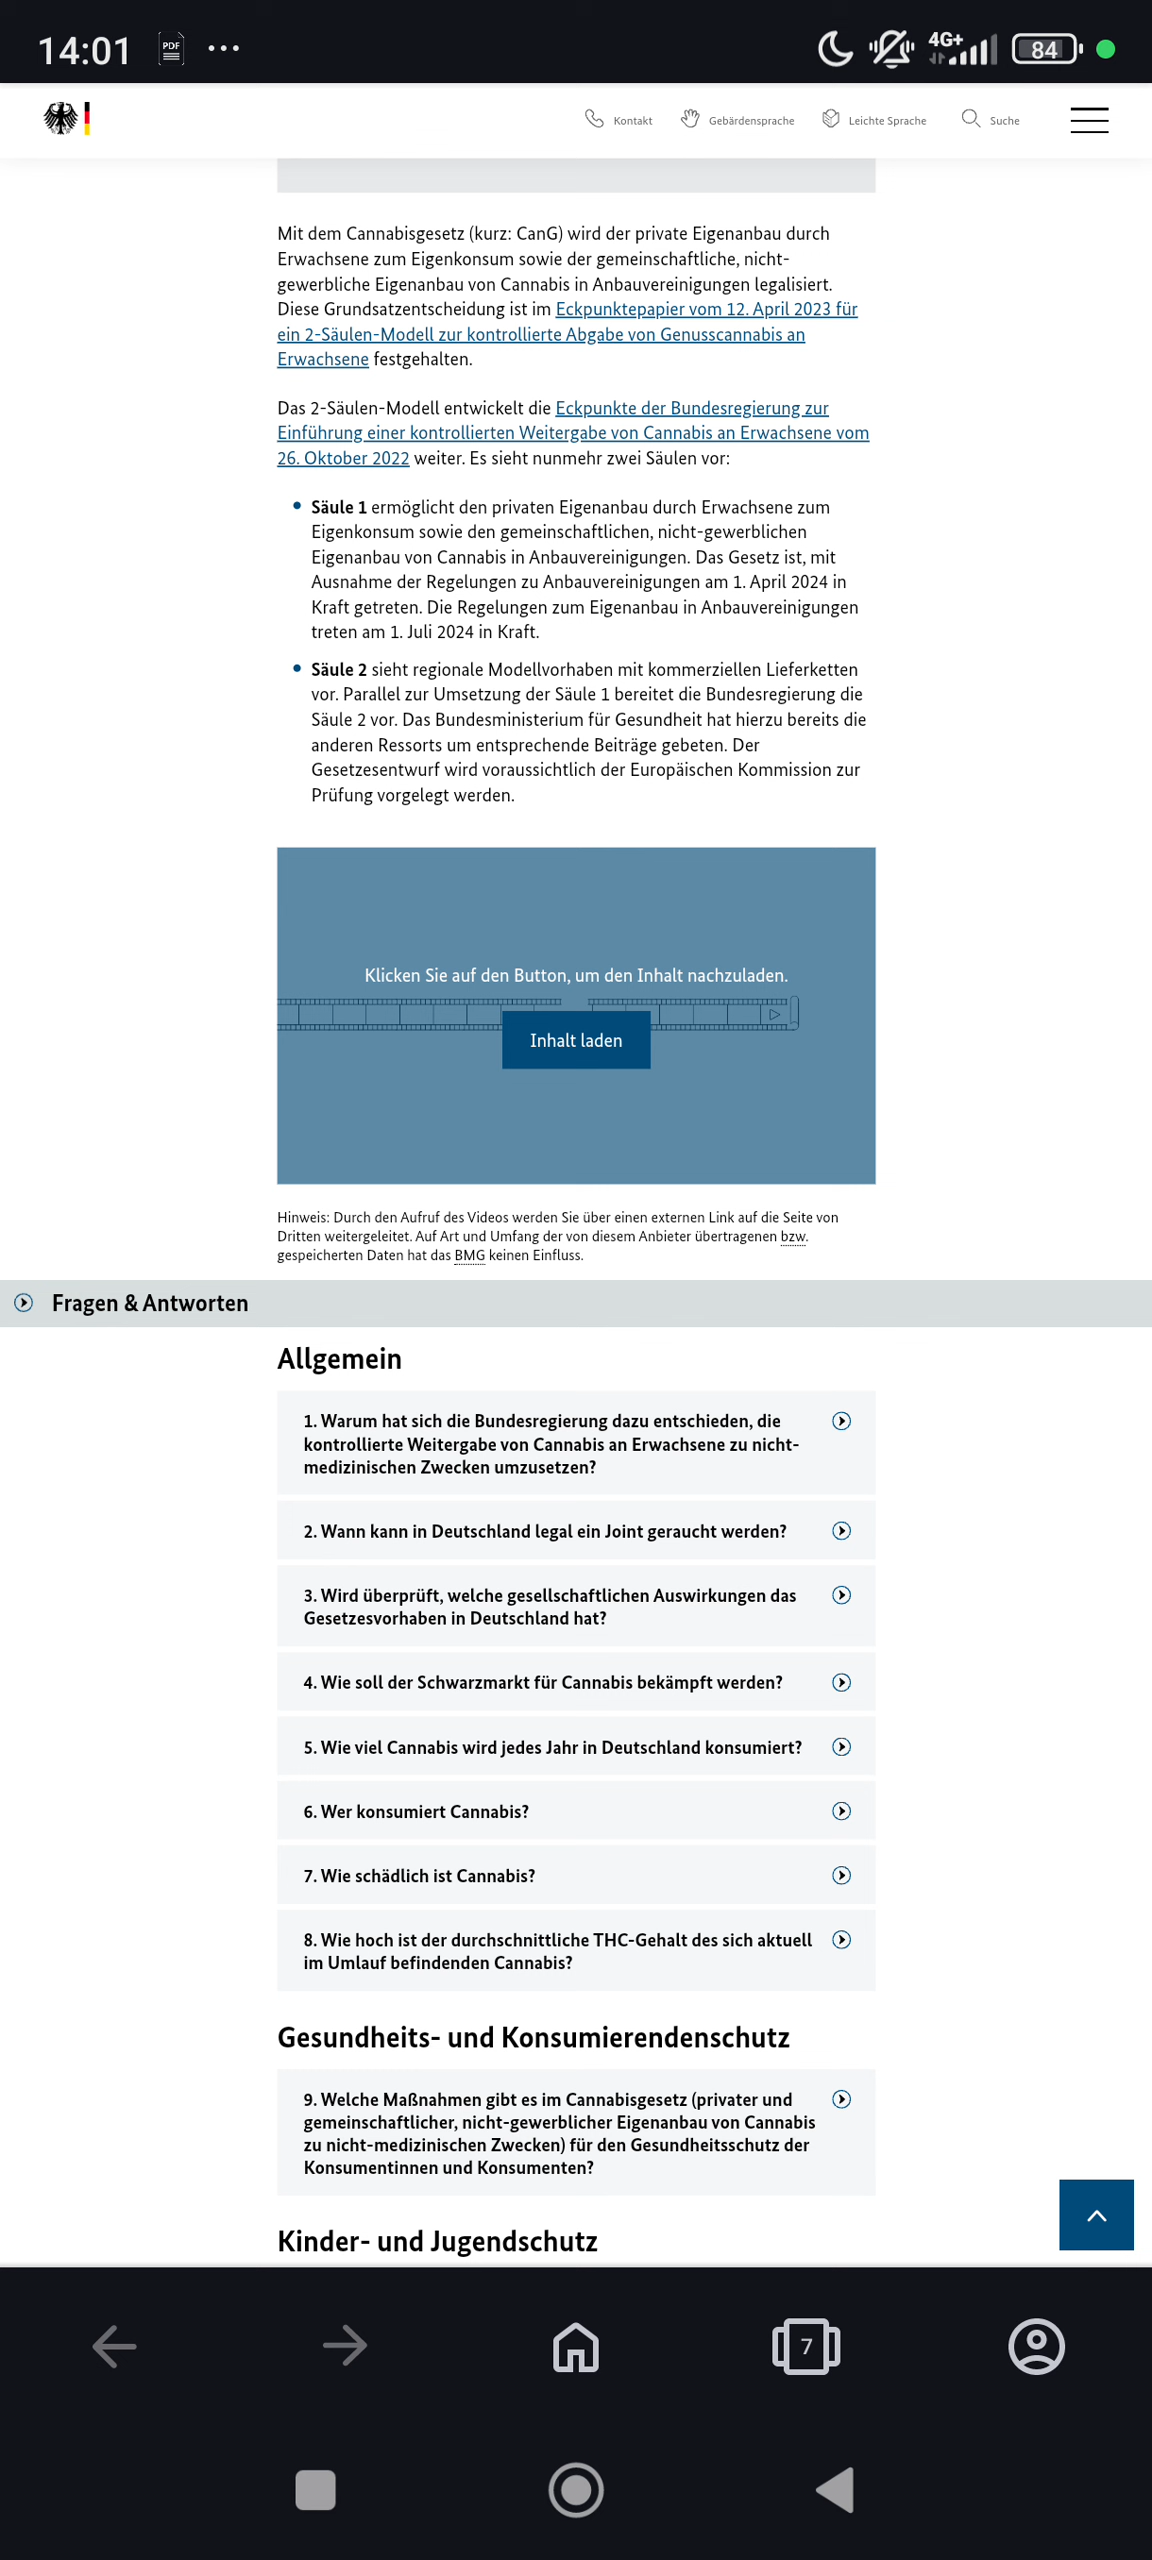 14:01
PDF
4G+
84
Kontakt
Gebärdensprache
Leichte Sprache
Suche
Mit dem Cannabisgesetz (kurz: CanG) wird der private Eigenanbau durch
Erwachsene zum Eigenkonsum sowie der gemeinschaftliche, nicht-
gewerbliche Eigenanbau von Cannabis in Anbauvereinigungen legalisiert.
Diese Grundsatzentscheidung ist im Eckpunktepapier vom 12. April 2023 für
ein 2-Säulen-Modell zur kontrollierte Abgabe von Genusscannabis an
Erwachsene festgehalten.
Das 2-Säulen-Modell entwickelt die Eckpunkte der Bundesregierung zur
Einführung einer kontrollierten Weitergabe von Cannabis an Erwachsene vom
26. Oktober 2022 weiter. Es sieht nunmehr zwei Säulen vor:
• Säule 1 ermöglicht den privaten Eigenanbau durch Erwachsene zum
Eigenkonsum sowie den gemeinschaftlichen, nicht-gewerblichen
Eigenanbau von Cannabis in Anbauvereinigungen. Das Gesetz ist, mit
Ausnahme der Regelungen zu Anbauvereinigungen am 1. April 2024 in
Kraft getreten. Die Regelungen zum Eigenanbau in Anbauvereinigungen
treten am 1. Juli 2024 in Kraft.
• Säule 2 sieht regionale Modellvorhaben mit kommerziellen Lieferketten
vor. Parallel zur Umsetzung der Säule 1 bereitet die Bundesregierung die
Säule 2 vor. Das Bundesministerium für Gesundheit hat hierzu bereits die
anderen Ressorts um entsprechende Beiträge gebeten. Der
Gesetzesentwurf wird voraussichtlich der Europäischen Kommission zur
Prüfung vorgelegt werden.
Klicken Sie auf den Button, um den Inhalt nachzuladen.
Inhalt laden
Hinweis: Durch den Aufruf des Videos werden Sie über einen externen Link auf die Seite von
Dritten weitergeleitet. Auf Art und Umfang der von diesem Anbieter übertragenen bzw.
gespeicherten Daten hat das BMG keinen Einfluss.
Fragen & Antworten
Allgemein
1. Warum hat sich die Bundesregierung dazu entschieden, die
kontrollierte Weitergabe von Cannabis an Erwachsene zu nicht-
medizinischen Zwecken umzusetzen?
2. Wann kann in Deutschland legal ein Joint geraucht werden?
3. Wird überprüft, welche gesellschaftlichen Auswirkungen das
Gesetzesvorhaben in Deutschland hat?
4. Wie soll der Schwarzmarkt für Cannabis bekämpft werden?
5. Wie viel Cannabis wird jedes Jahr in Deutschland konsumiert?
6. Wer konsumiert Cannabis?
7. Wie schädlich ist Cannabis?
8. Wie hoch ist der durchschnittliche THC-Gehalt des sich aktuell
im Umlauf befindenden Cannabis?
Gesundheits- und Konsumierendenschutz
9. Welche Maßnahmen gibt es im Cannabisgesetz (privater und
gemeinschaftlicher, nicht-gewerblicher Eigenanbau von Cannabis
zu nicht-medizinischen Zwecken) für den Gesundheitsschutz der
Konsumentinnen und Konsumenten?
Kinder- und Jugendschutz
7